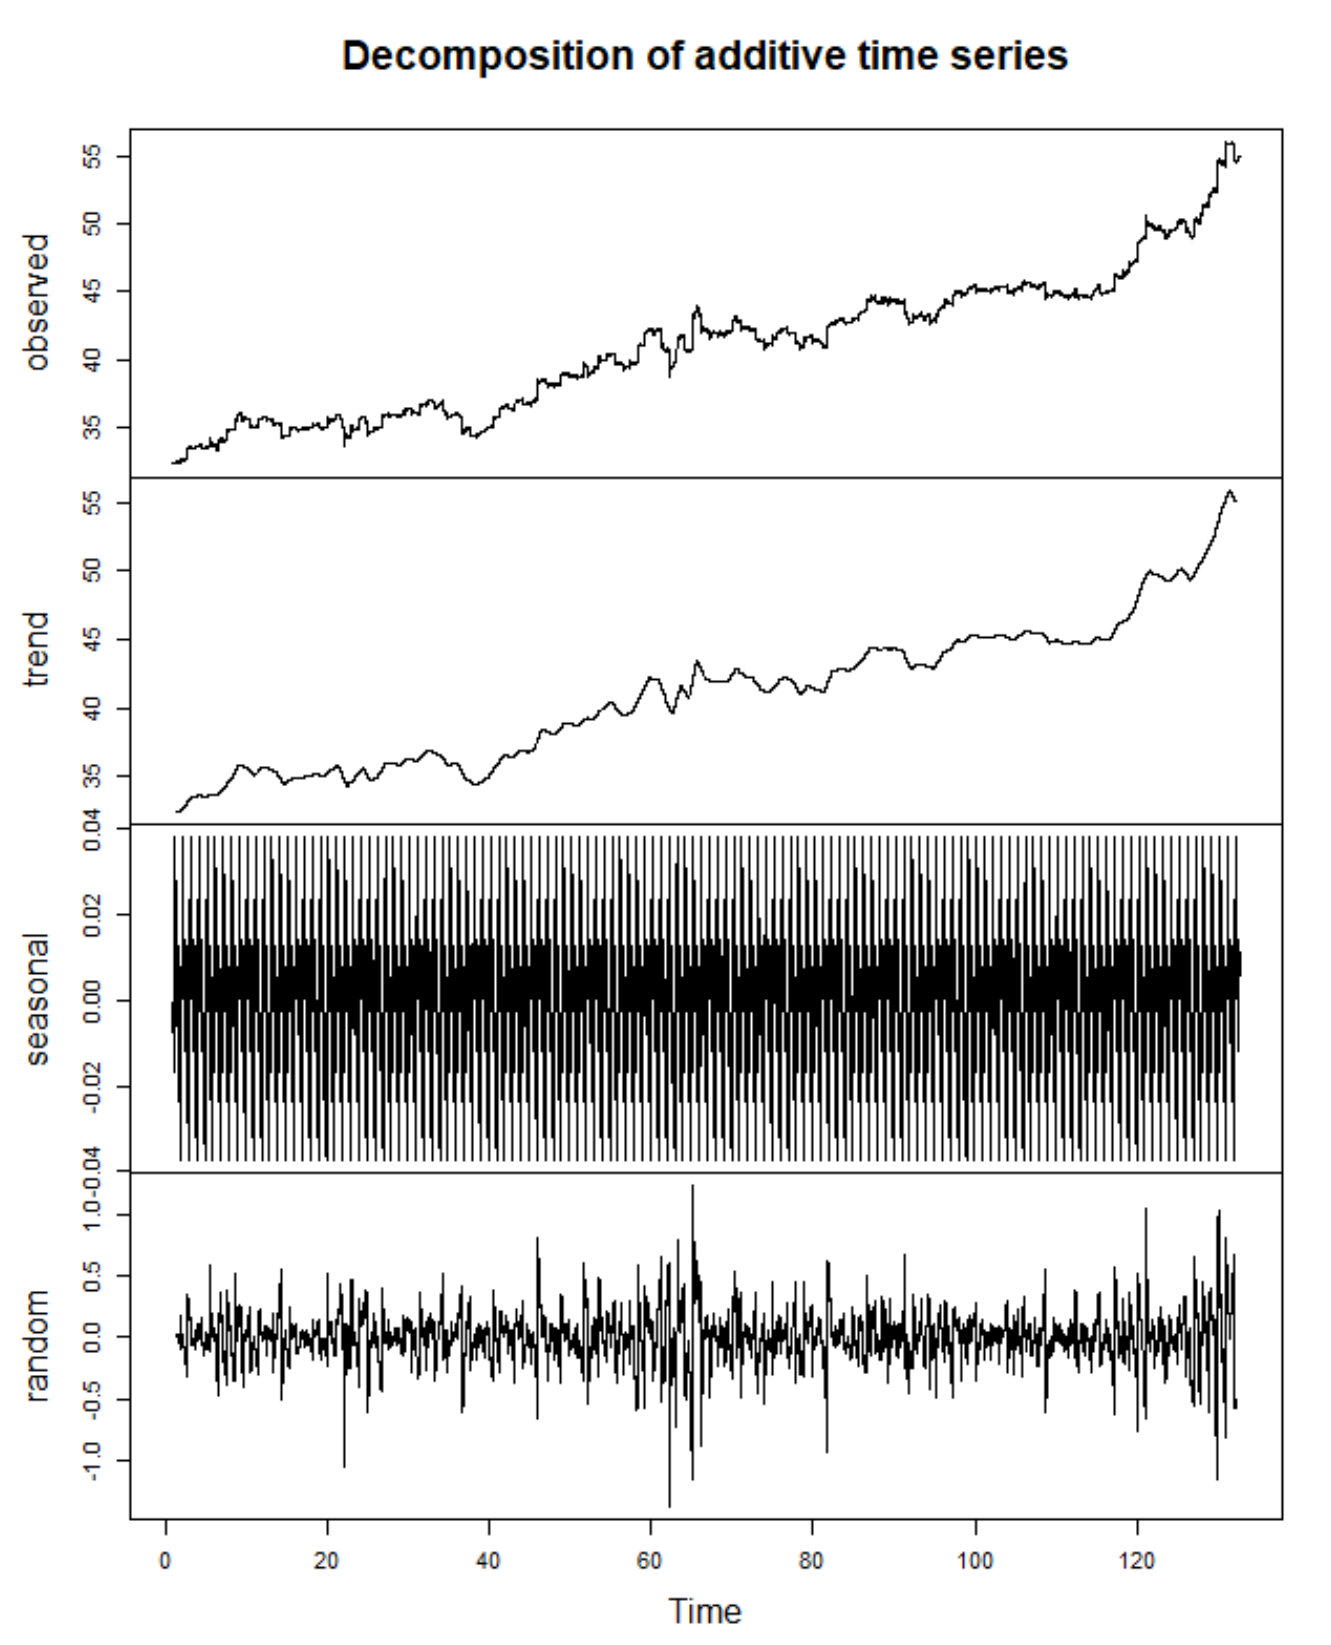 Decomposition of additive time series
observed
35 40 45 50 55
trend
35 40 45 50 55
seasonal
-0.04 -0.02 0.00 0.02 0.04
random
-1.0 -0.5 0.0 0.5 1.0
0 20 40 60 80 100 120
Time